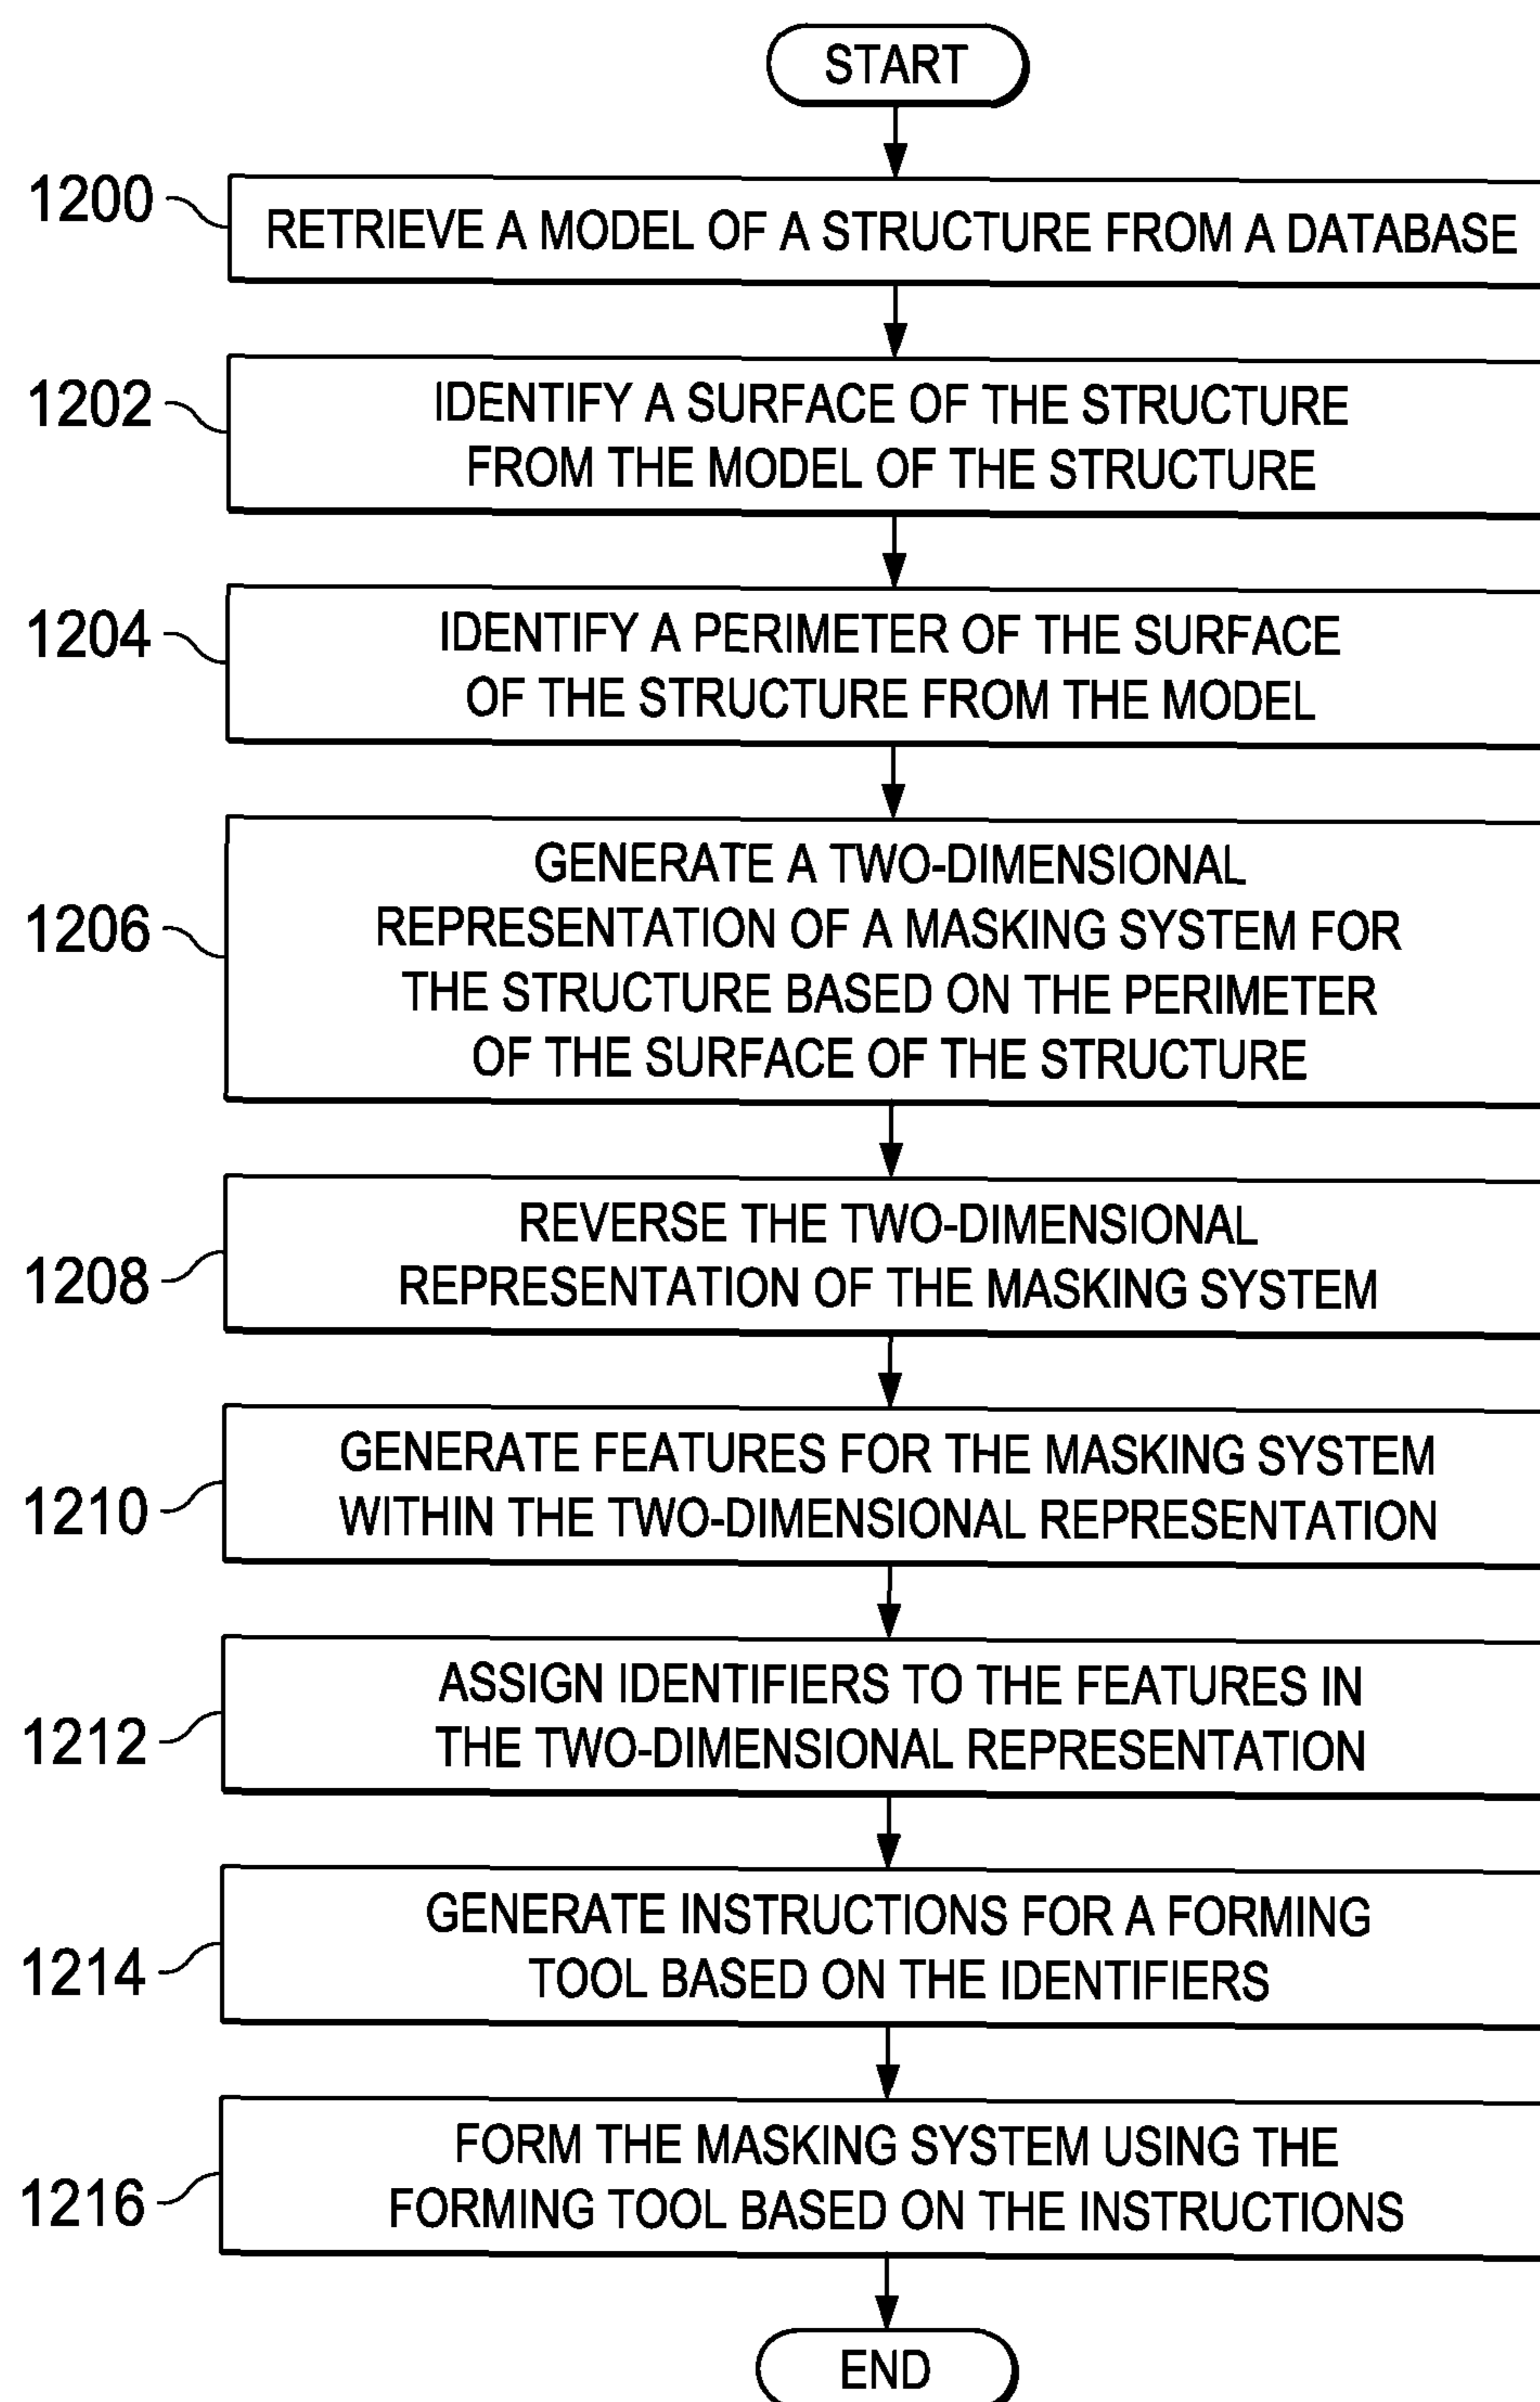 START
1200
RETRIEVE A MODEL OF A STRUCTURE FROM A DATABASE
1202
IDENTIFY A SURFACE OF THE STRUCTURE
FROM THE MODEL OF THE STRUCTURE
1204
IDENTIFY A PERIMETER OF THE SURFACE
OF THE STRUCTURE FROM THE MODEL
1206
GENERATE A TWO-DIMENSIONAL
REPRESENTATION OF A MASKING SYSTEM FOR
THE STRUCTURE BASED ON THE PERIMETER
OF THE SURFACE OF THE STRUCTURE
1208
REVERSE THE TWO-DIMENSIONAL
REPRESENTATION OF THE MASKING SYSTEM
1210
GENERATE FEATURES FOR THE MASKING SYSTEM
WITHIN THE TWO-DIMENSIONAL REPRESENTATION
1212
ASSIGN IDENTIFIERS TO THE FEATURES IN
THE TWO-DIMENSIONAL REPRESENTATION
1214
GENERATE INSTRUCTIONS FOR A FORMING
TOOL BASED ON THE IDENTIFIERS
1216
FORM THE MASKING SYSTEM USING THE
FORMING TOOL BASED ON THE INSTRUCTIONS
END